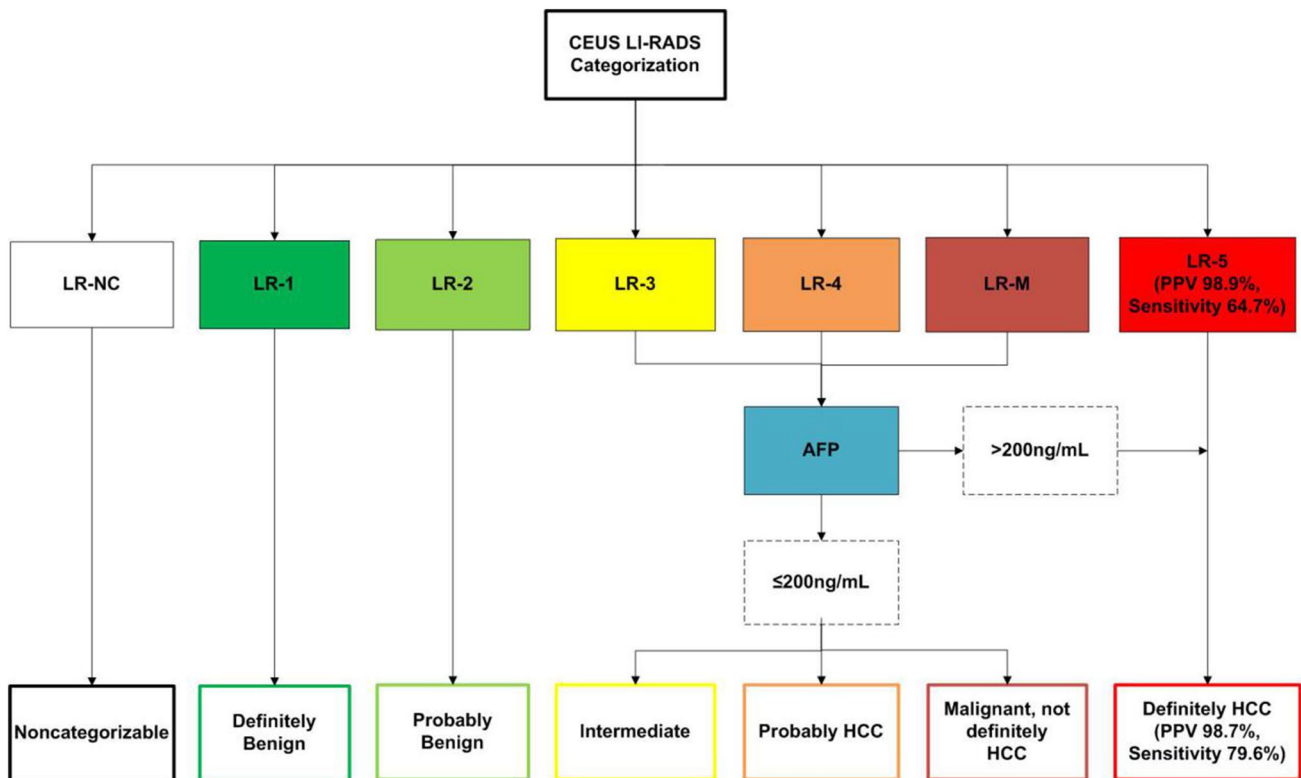 CEUS LI-RADS
Categorization
LR-NC
LR-1
LR-2
LR-3
LR-4
LR-M
LR-5
(PPV 98.9%,
Sensitivity 64.7%)
AFP
>200ng/mL
≤200ng/mL
Noncategorizable
Definitely
Benign
Probably
Benign
Intermediate
Probably HCC
Malignant, not
definitely
HCC
Definitely HCC
(PPV 98.7%,
Sensitivity 79.6%)